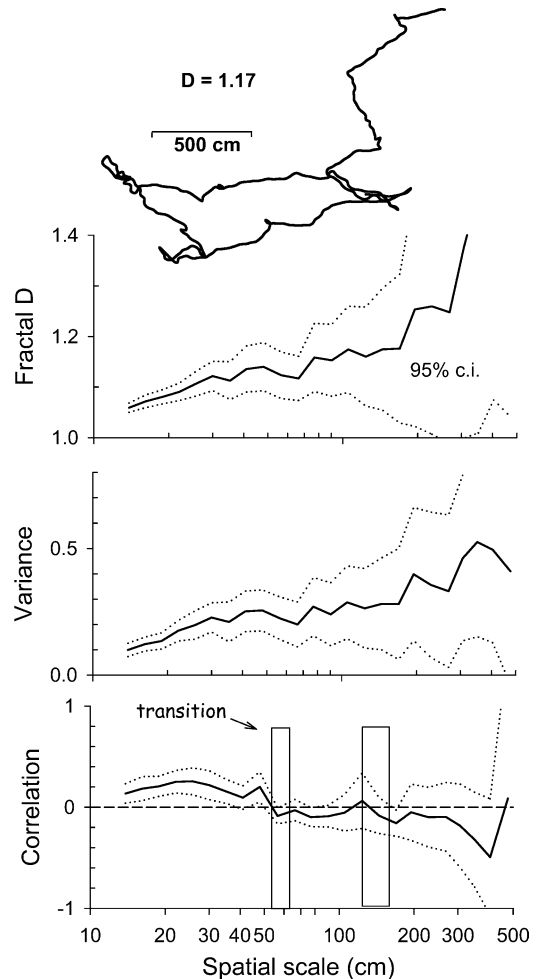 D = 1.17
500 cm
1.4
1.2
1.0
Fractal D
95% c.i.
0.5
0.0
Variance
transition
1
0
-1
Correlation
10 20 30 40 50 100 200 300 500
Spatial scale (cm)